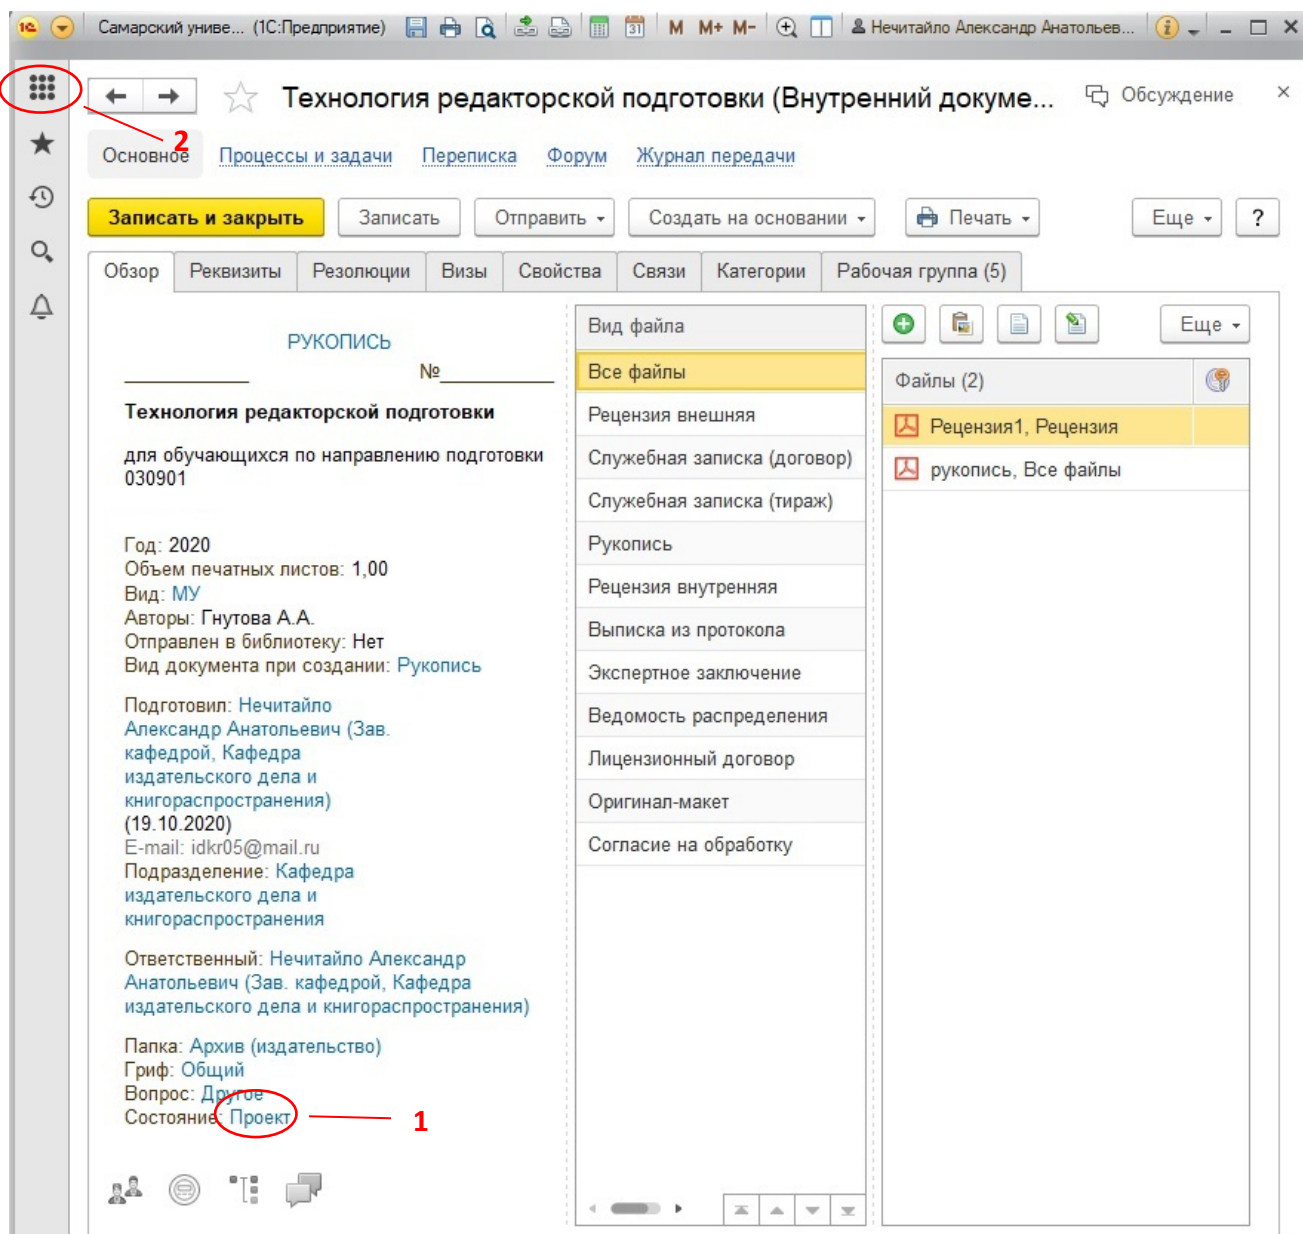 Самарский униве... (1С:Предприятие)
31
M M+ M-
Нечитайло Александр Анатольев...
Технология редакторской подготовки (Внутренний докуме...
Обсуждение
2
Основное Процессы и задачи Переписка Форум Журнал передачи
Записать и закрыть Записать Отправить Создать на основании Печать Еще ?
Обзор Реквизиты Резолюции Визы Свойства Связи Категории Рабочая группа (5)
РУКОПИСЬ
____________ №____________
Технология редакторской подготовки
для обучающихся по направлению подготовки
030901
Год: 2020
Объем печатных листов: 1,00
Вид: МУ
Авторы: Гнутова А.А.
Отправлен в библиотеку: Нет
Вид документа при создании: Рукопись
Подготовил: Нечитайло
Александр Анатольевич (Зав.
кафедрой, Кафедра
издательского дела и
книгораспространения)
(19.10.2020)
E-mail: idkr05@mail.ru
Подразделение: Кафедра
издательского дела и
книгораспространения
Ответственный: Нечитайло Александр
Анатольевич (Зав. кафедрой, Кафедра
издательского дела и книгораспространения)
Папка: Архив (издательство)
Гриф: Общий
Вопрос: Другое
Состояние: Проект
1
Вид файла
Все файлы
Рецензия внешняя
Служебная записка (договор)
Служебная записка (тираж)
Рукопись
Рецензия внутренняя
Выписка из протокола
Экспертное заключение
Ведомость распределения
Лицензионный договор
Оригинал-макет
Согласие на обработку
Еще
Файлы (2)
Рецензия1, Рецензия
рукопись, Все файлы